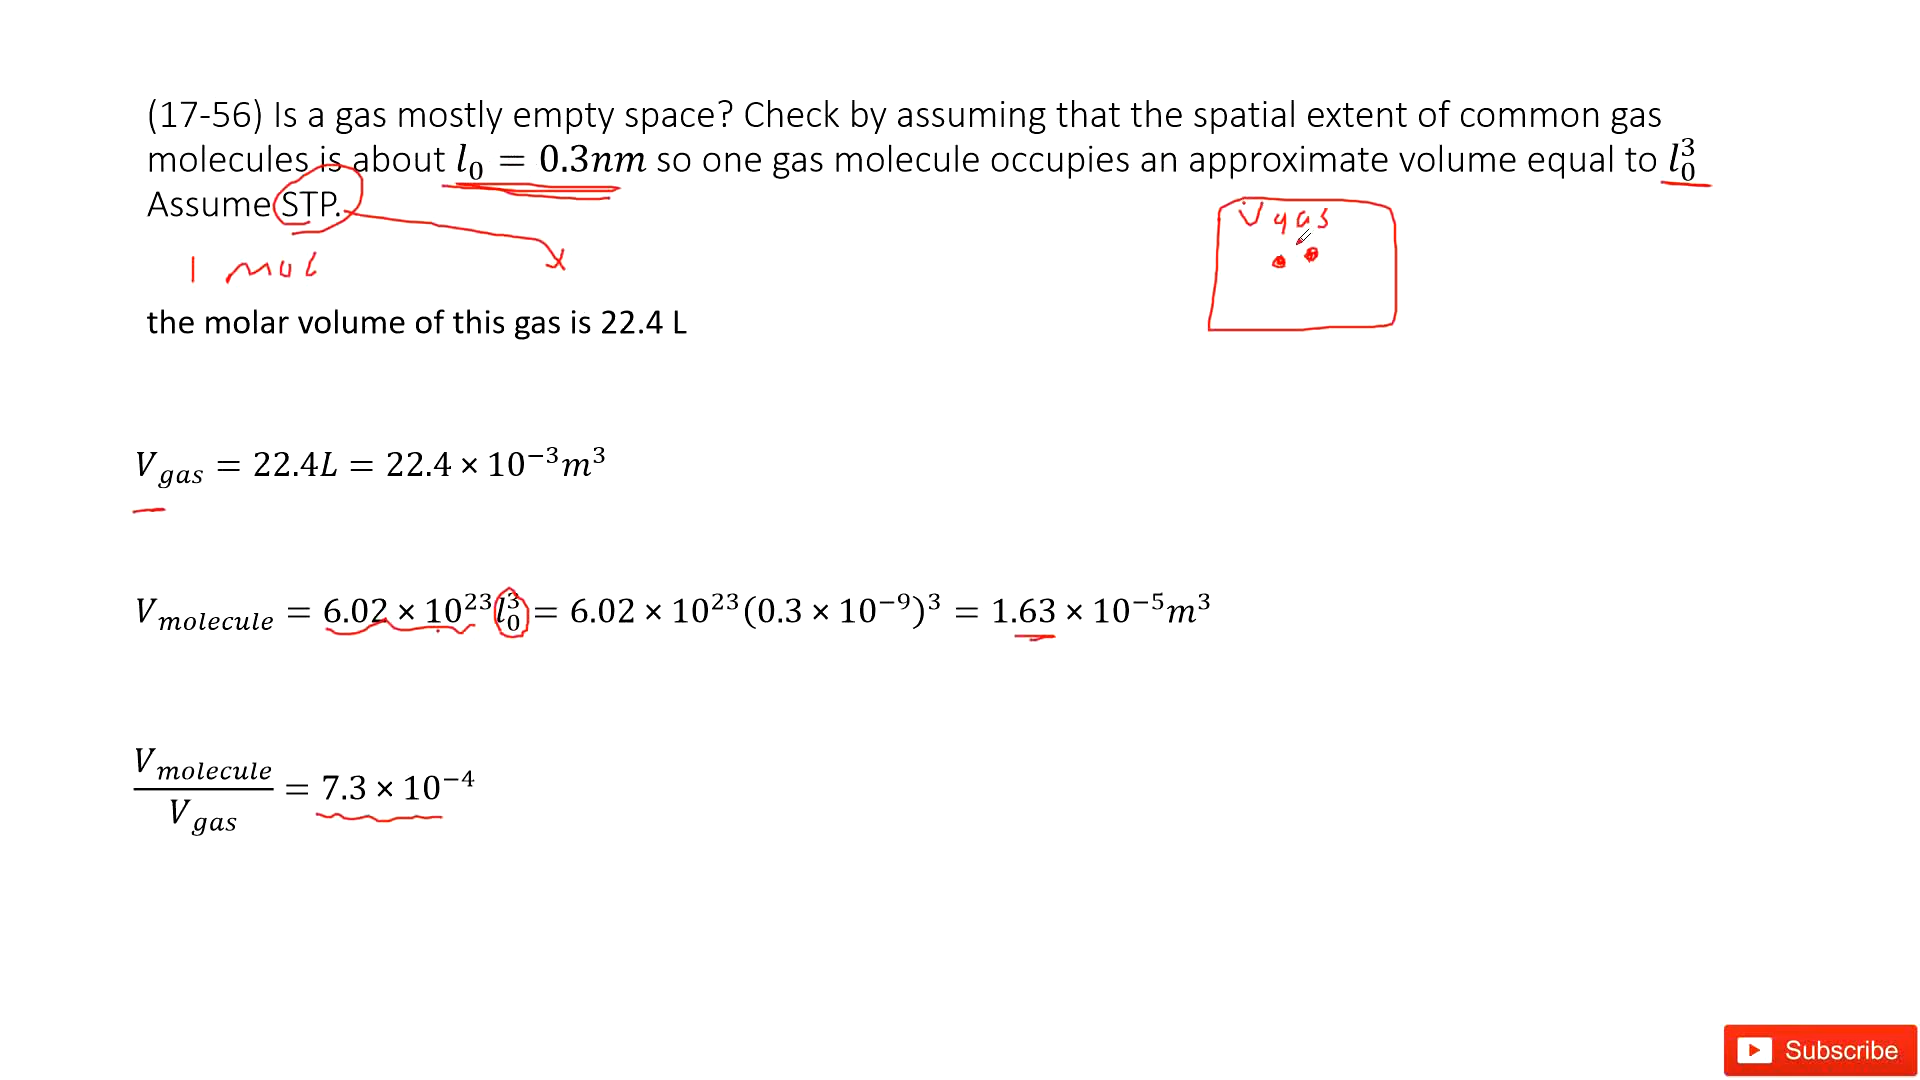 (17-56) Is a gas mostly empty space? Check by assuming that the spatial extent of common gas
molecules is about l₀ = 0.3nm so one gas molecule occupies an approximate volume equal to l₀³
Assume STP.
V gas
1 mol
the molar volume of this gas is 22.4 L
V_gas = 22.4L = 22.4 × 10⁻³m³
V_molecule = 6.02 × 10²³l₀³ = 6.02 × 10²³(0.3 × 10⁻⁹)³ = 1.63 × 10⁻⁵m³
V_molecule / V_gas = 7.3 × 10⁻⁴
Subscribe